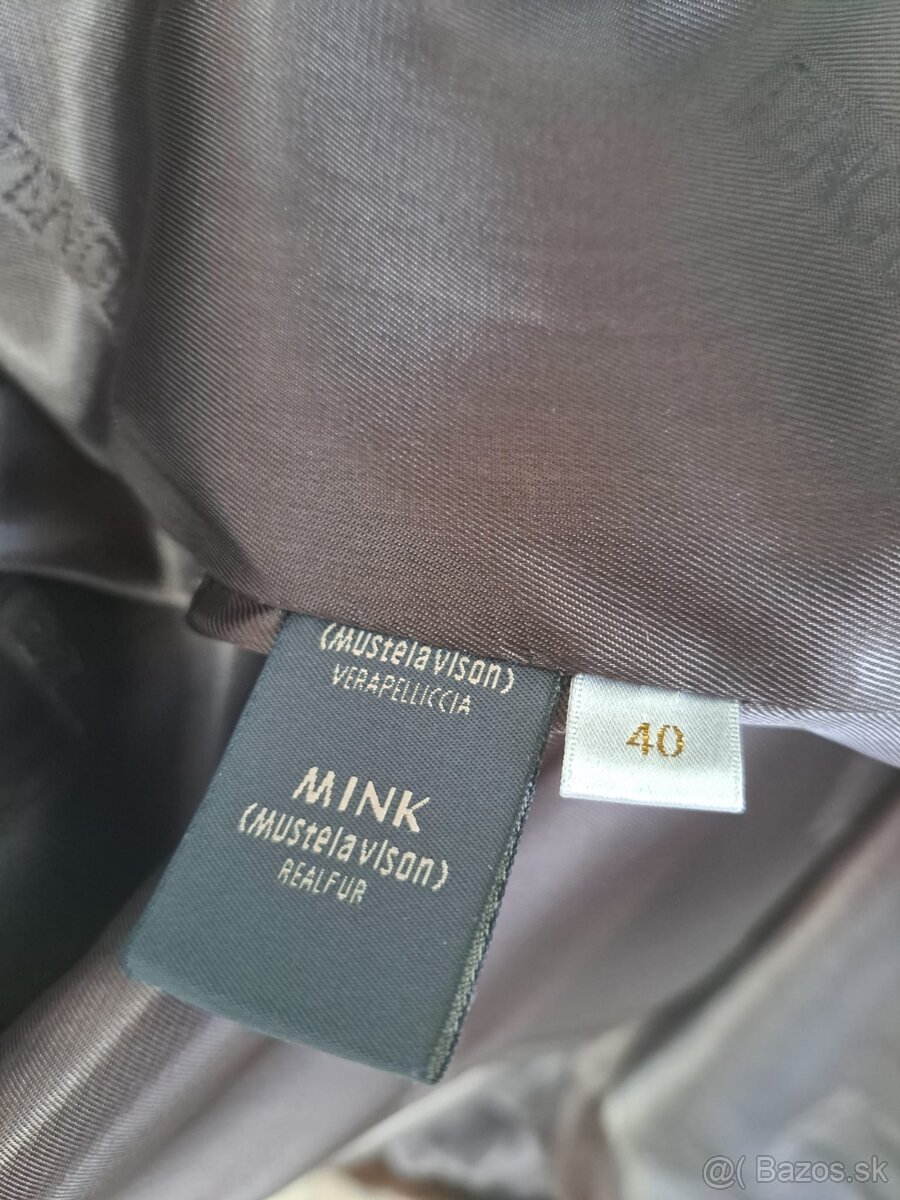 (Mustela vison)
VERAPELLICCIA
40
MINK
(Mustela vison)
REALFUR
@( Bazos.sk